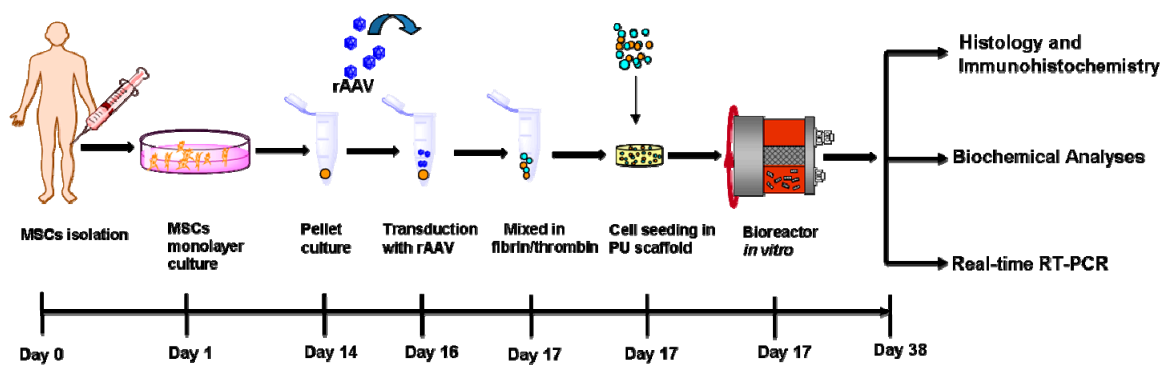 rAAV
MSCs isolation
MSCs
monolayer
culture
Pellet
culture
Transduction
with rAAV
Mixed in
fibrin/thrombin
Cell seeding in
PU scaffold
Bioreactor
in vitro
Histology and
Immunohistochemistry
Biochemical Analyses
Real-time RT-PCR
Day 0
Day 1
Day 14
Day 16
Day 17
Day 17
Day 17
Day 38